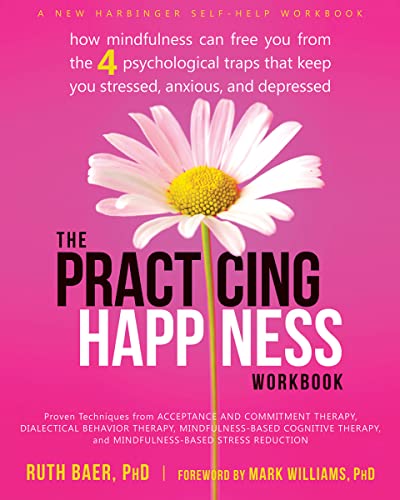 A NEW HARBINGER SELF-HELP WORKBOOK
how mindfulness can free you from
the 4 psychological traps that keep
you stressed, anxious, and depressed
THE
PRACTICING
HAPPINESS
WORKBOOK
Proven Techniques from ACCEPTANCE AND COMMITMENT THERAPY,
DIALECTICAL BEHAVIOR THERAPY, MINDFULNESS-BASED COGNITIVE THERAPY,
and MINDFULNESS-BASED STRESS REDUCTION
RUTH BAER, PhD | FOREWORD BY MARK WILLIAMS, PhD